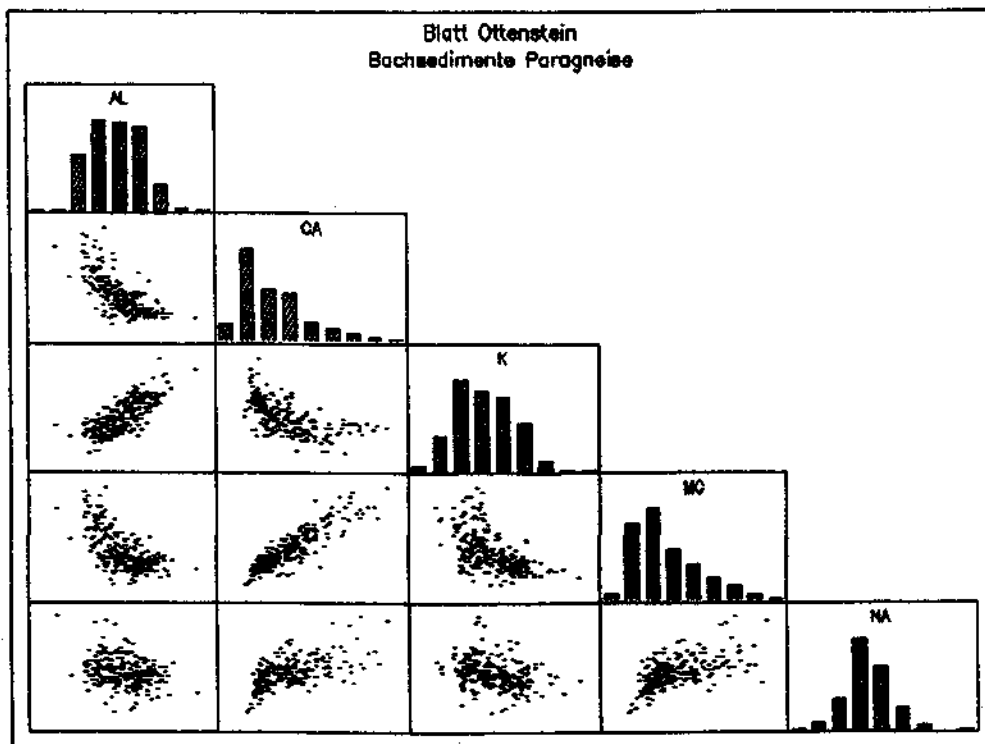 Blatt Ottenstein
Bachsedimente Paragneise
AL
CA
K
MG
NA